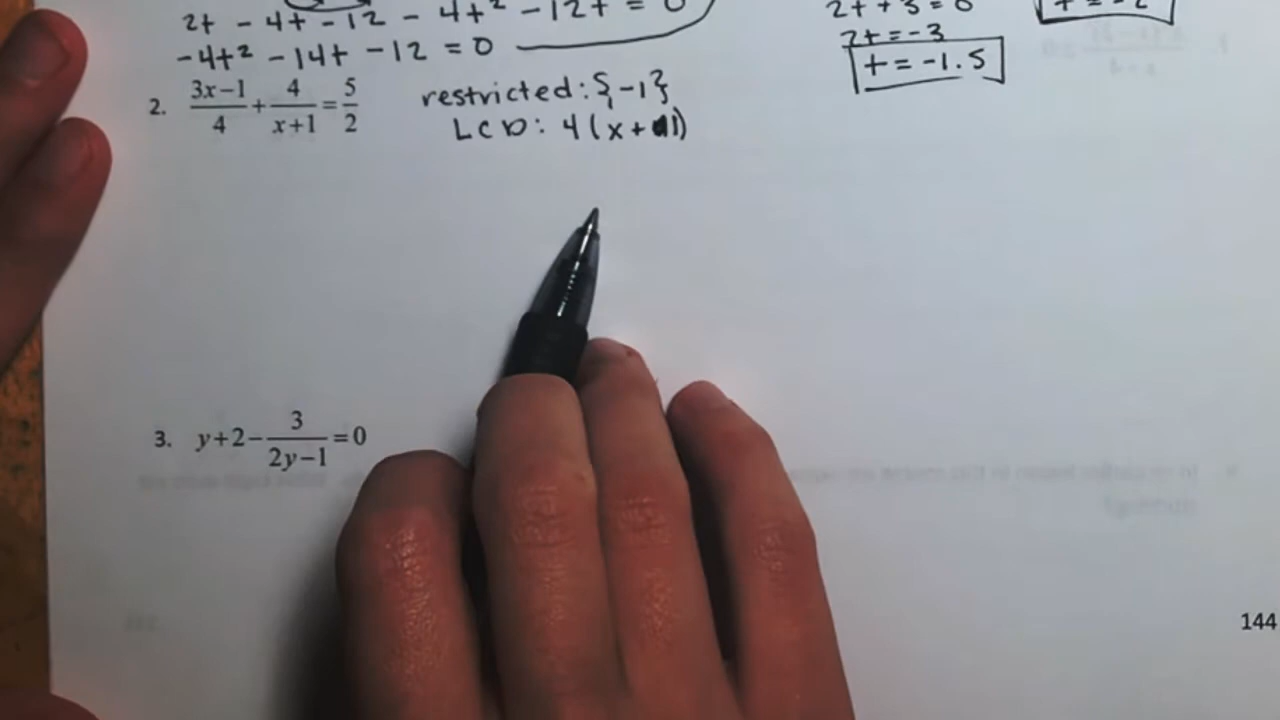 2t - 4t - 12 - 4t² - 12t = 0
-4t² - 14t - 12 = 0
2t + 3 = 0
2t = -3
t = -1.5
t = -2
2. (3x-1)/4 + 4/(x+1) = 5/2
restricted: {-1}
LCD: 4(x+1)
3. y+2- 3/(2y-1) =0
144